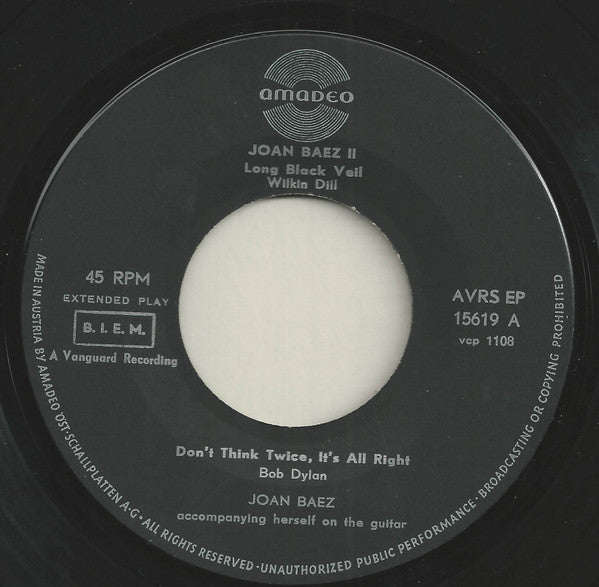 amadeo
JOAN BAEZ II
Long Black Veil
Wilkin Dill
45 RPM
EXTENDED PLAY
B. I. E. M.
A Vanguard Recording
AVRS EP
15619 A
vcp 1108
Don't Think Twice, It's All Right
Bob Dylan
JOAN BAEZ
accompanying herself on the guitar
MADE IN AUSTRIA BY AMADEO ÖST. SCHALLPLATTEN A·G · ALL RIGHTS RESERVED · UNAUTHORIZED PUBLIC PERFORMANCE · BROADCASTING OR COPYING PROHIBITED